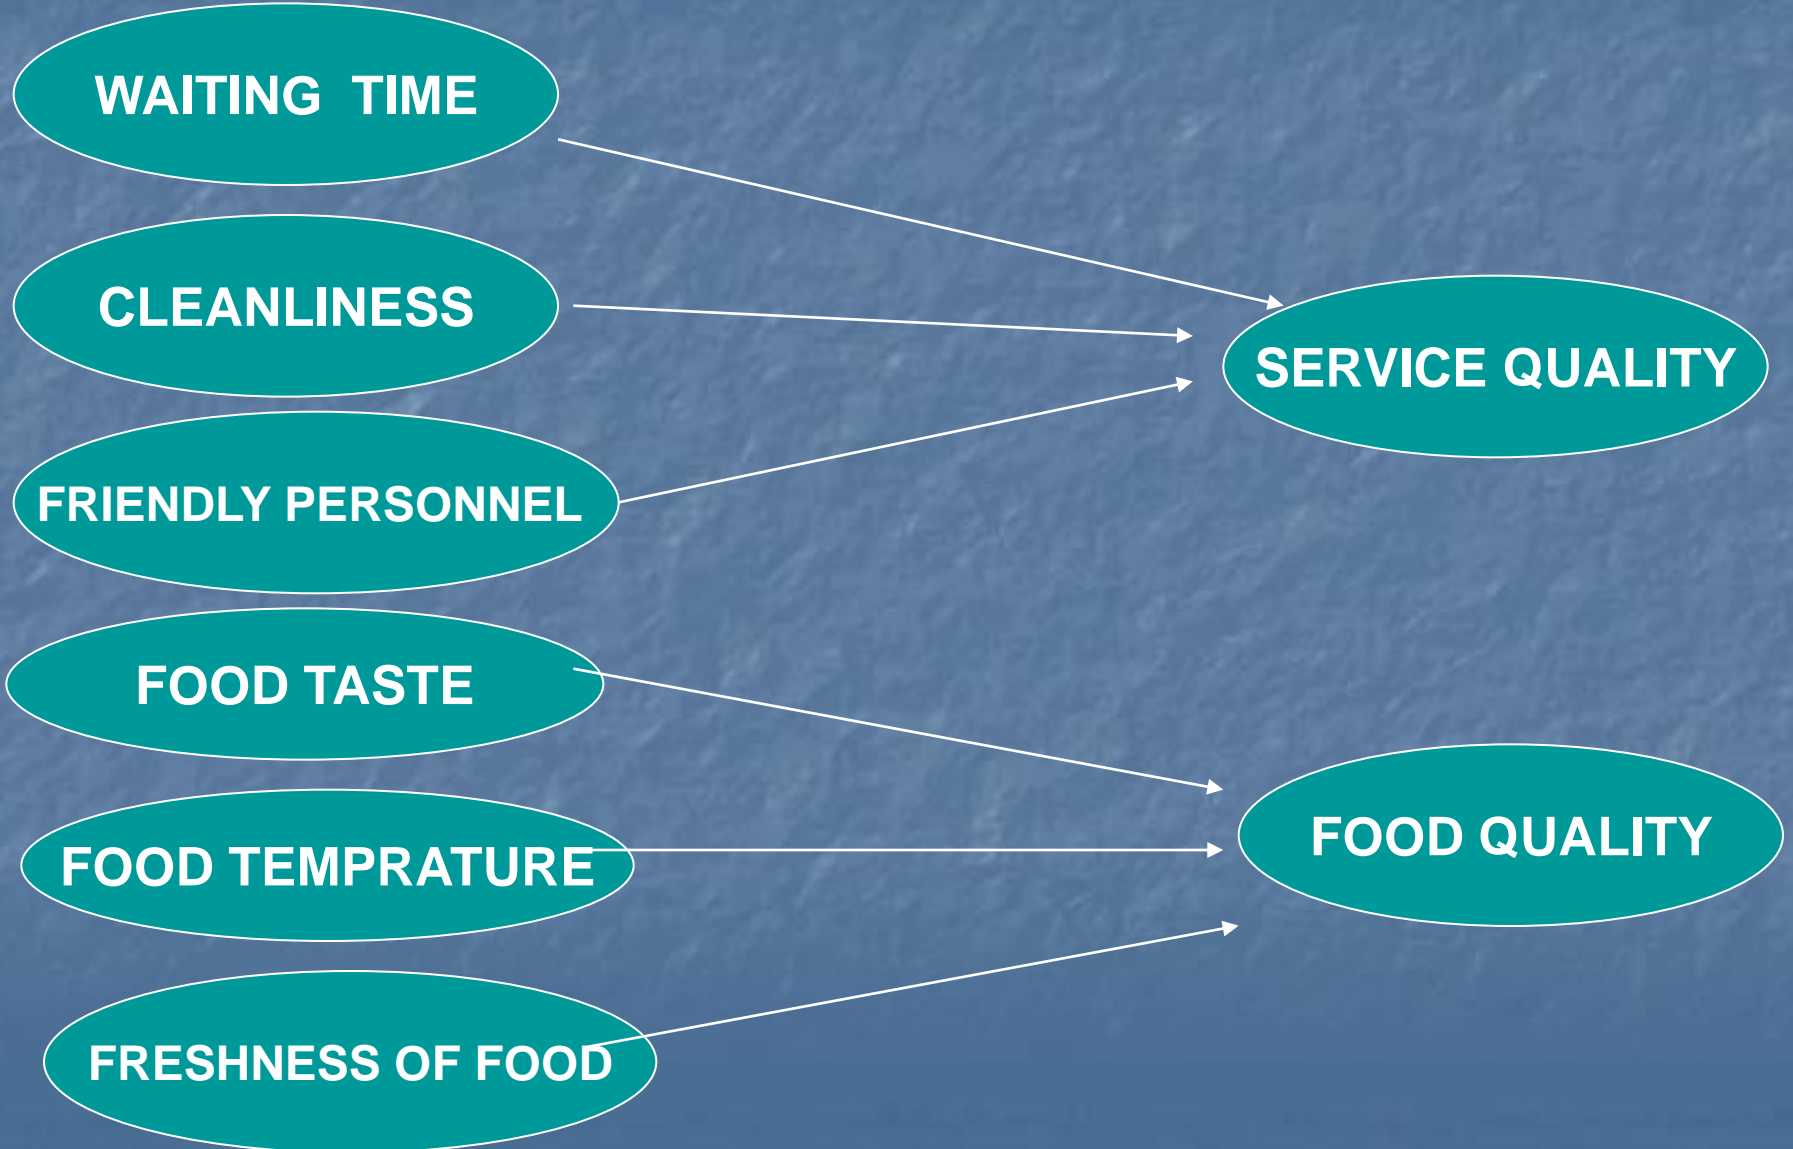 WAITING  TIME
CLEANLINESS
FRIENDLY PERSONNEL
FOOD TASTE
FOOD TEMPRATURE
FRESHNESS OF FOOD
SERVICE QUALITY
FOOD QUALITY